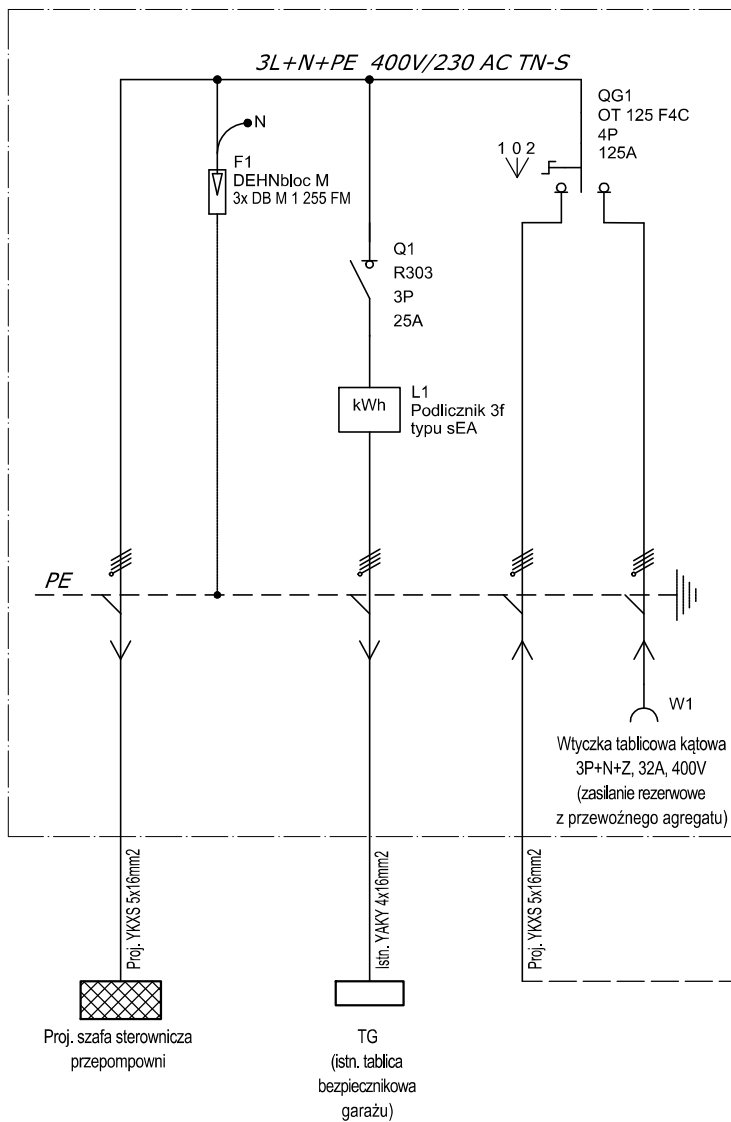 3L+N+PE 400V/230 AC TN-S
QG1
OT 125 F4C
4P
125A
1 0 2
N
F1
DEHNbloc M
3x DB M 1 255 FM
Q1
R303
3P
25A
kWh
L1
Podlicznik 3f
typu sEA
PE
W1
Wtyczka tablicowa kątowa
3P+N+Z, 32A, 400V
(zasilanie rezerwowe
z przewoźnego agregatu)
Proj. YKXS 5x16mm2
Istn. YAKY 4x16mm2
Proj. YKXS 5x16mm2
Proj. szafa sterownicza
przepompowni
TG
(istn. tablica
bezpiecznikowa
garażu)